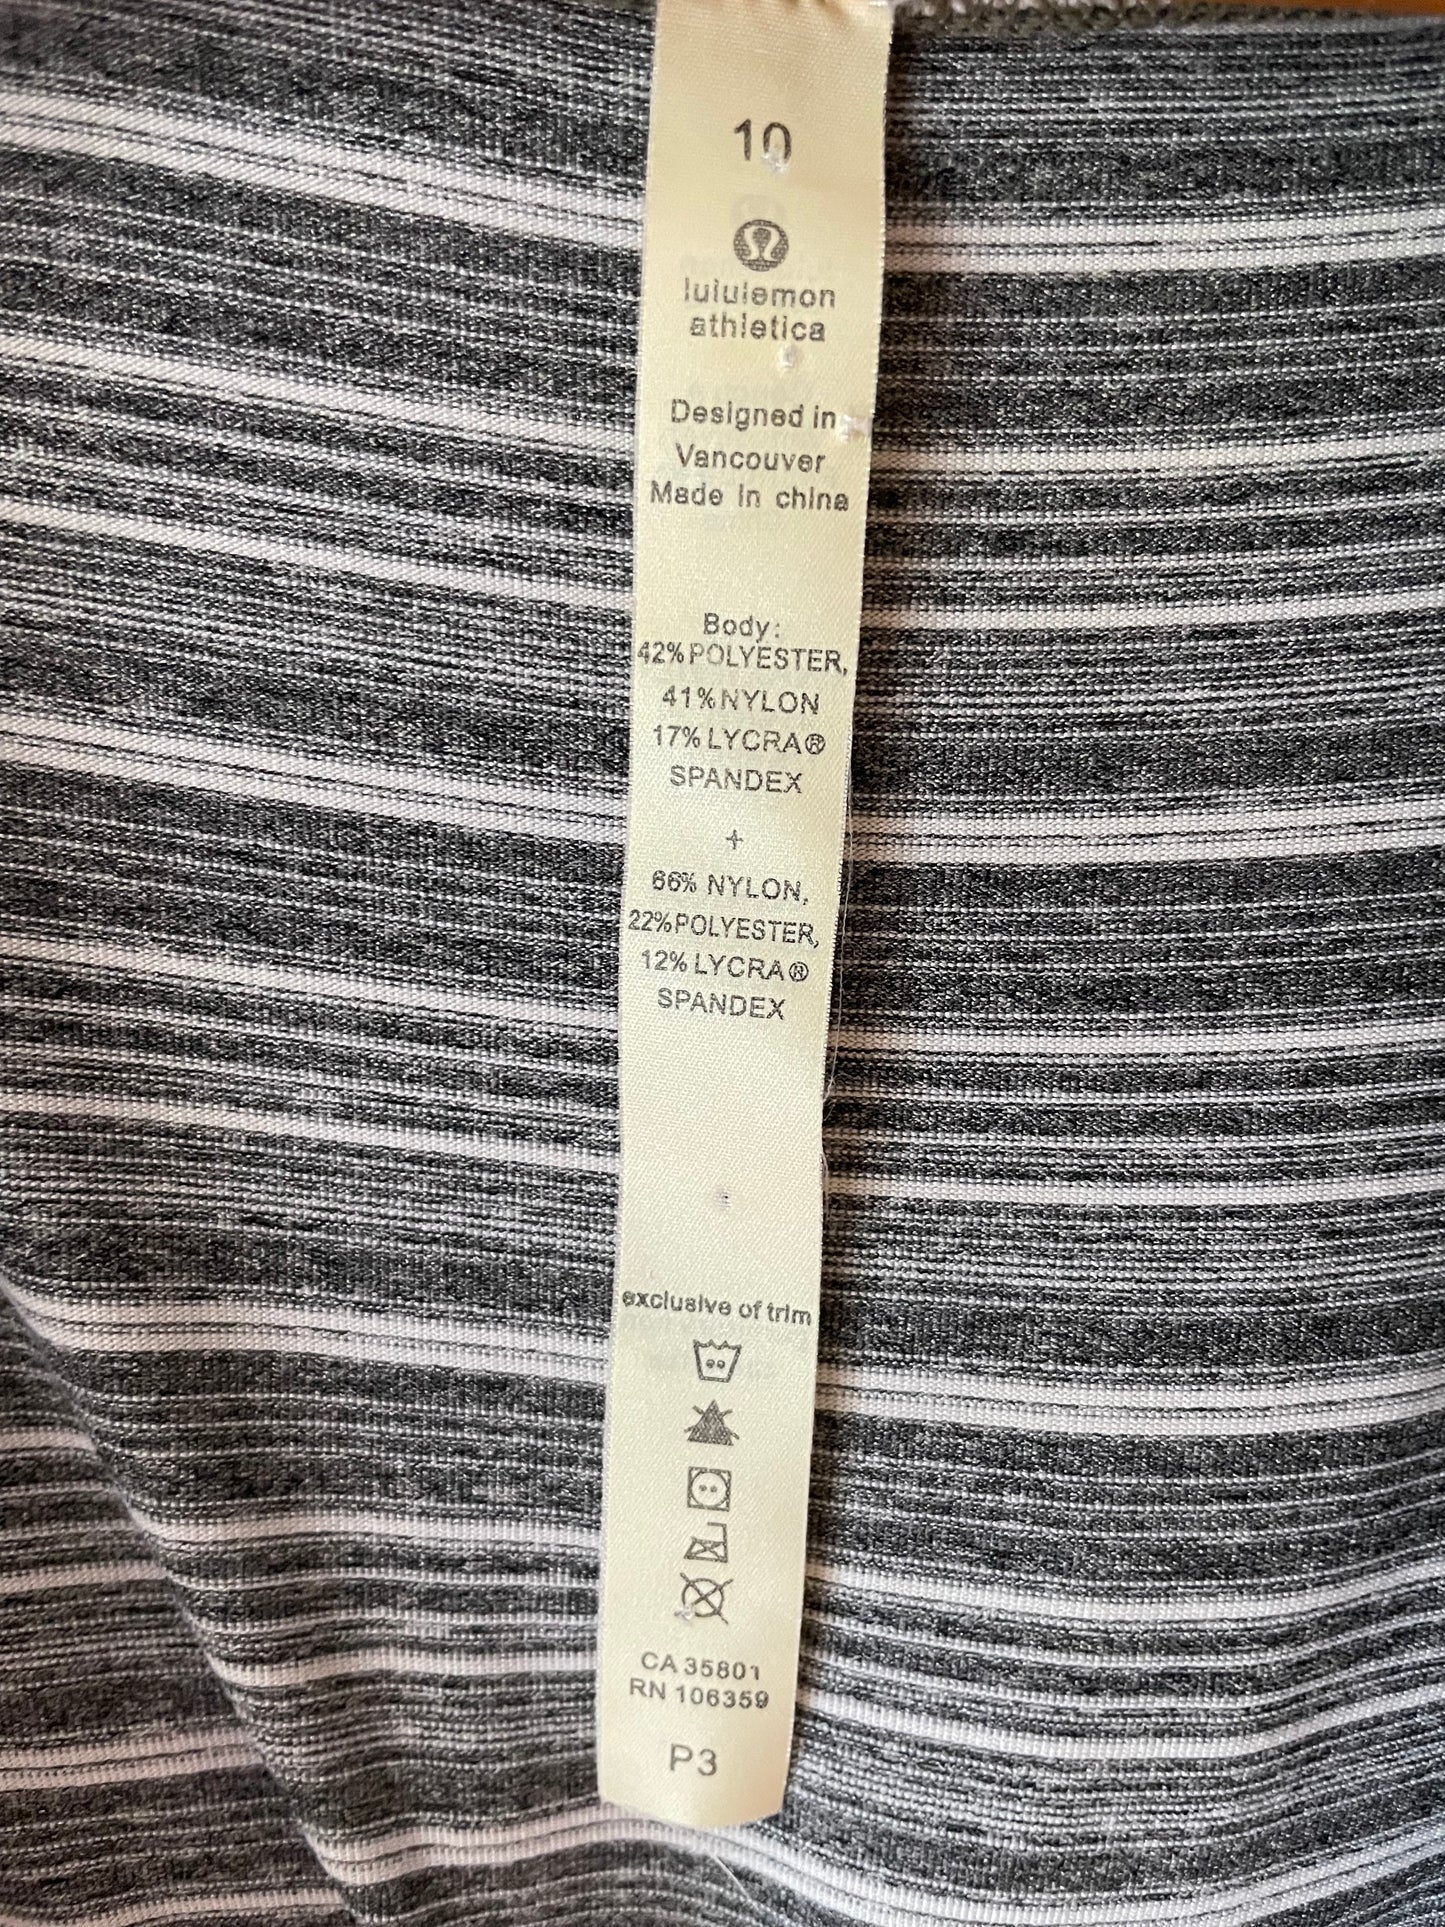 10
lululemon
athletica
Designed in
Vancouver
Made in china
Body:
42% POLYESTER,
41% NYLON
17% LYCRA®
SPANDEX
+
66% NYLON,
22% POLYESTER,
12% LYCRA®
SPANDEX
exclusive of trim
CA 35801
RN 106359
P3